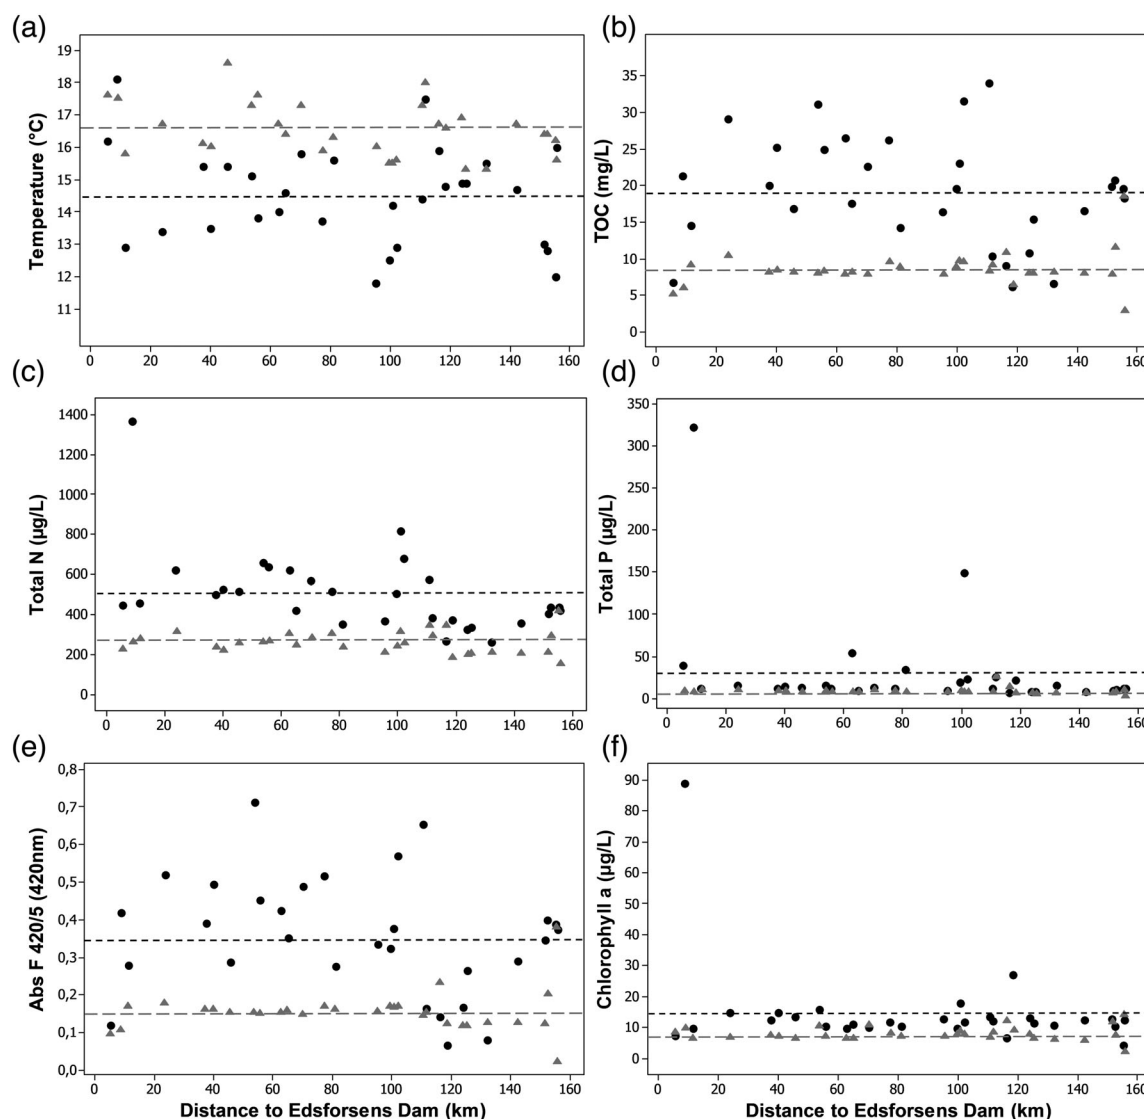 (a)
Temperature (°C)
19
18
17
16
15
14
13
12
11
0 20 40 60 80 100 120 140 160
(b)
TOC (mg/L)
35
30
25
20
15
10
5
0
0 20 40 60 80 100 120 140 160
(c)
Total N (µg/L)
1400
1200
1000
800
600
400
200
0
0 20 40 60 80 100 120 140 160
(d)
Total P (µg/L)
350
300
250
200
150
100
50
0
0 20 40 60 80 100 120 140 160
(e)
Abs F 420/5 (420nm)
0,8
0,7
0,6
0,5
0,4
0,3
0,2
0,1
0,0
0 20 40 60 80 100 120 140 160
Distance to Edsforsens Dam (km)
(f)
Chlorophyll a (µg/L)
90
80
70
60
50
40
30
20
10
0
0 20 40 60 80 100 120 140 160
Distance to Edsforsens Dam (km)